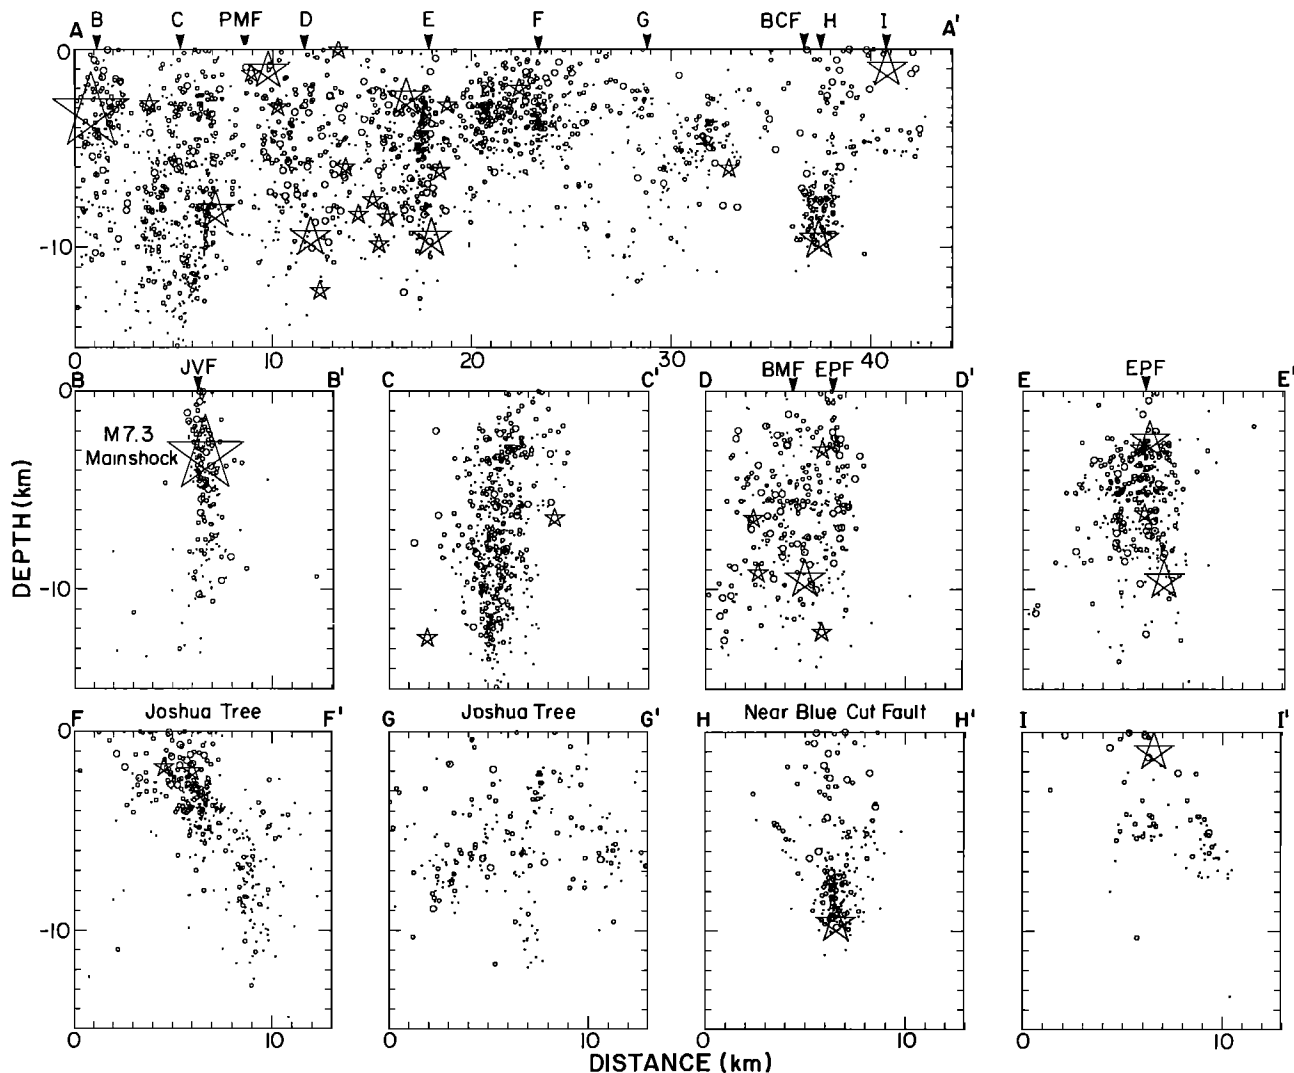 A B C PMF D E F G BCF H I A'
0
-10
0 10 20 30 40
B JVF B' C C' D BMF EPF D' E EPF E'
0
M7.3
Mainshock
-10
DEPTH (km)
F Joshua Tree F' G Joshua Tree G' H Near Blue Cut Fault H' I I'
0
-10
0 10 0 10 0 10 0 10
DISTANCE (km)